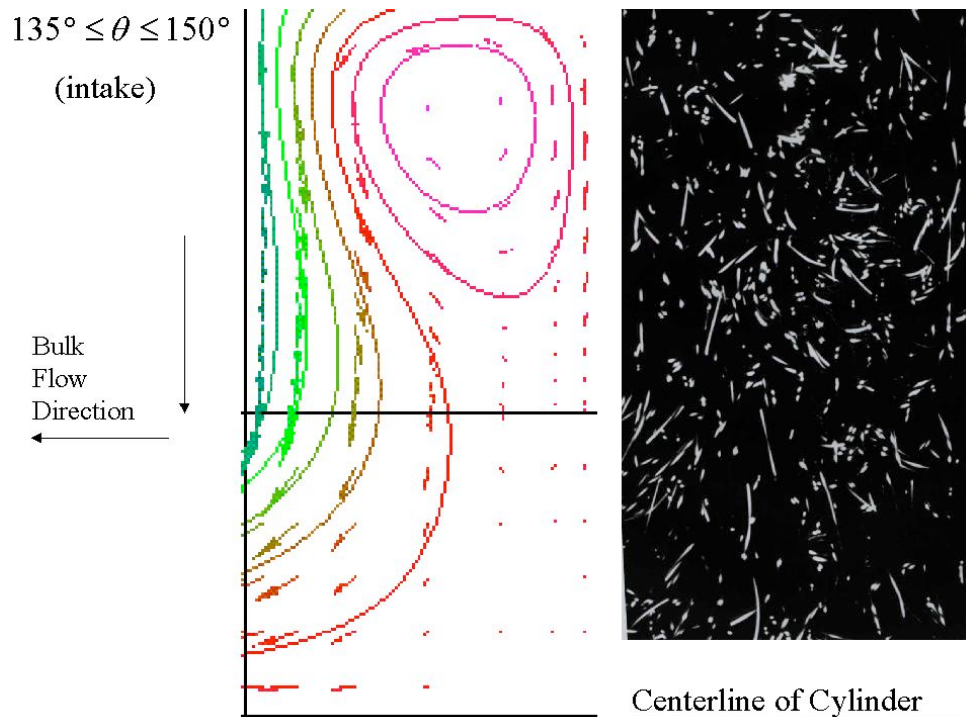 135° ≤ θ ≤ 150°
(intake)
Bulk
Flow
Direction
Centerline of Cylinder